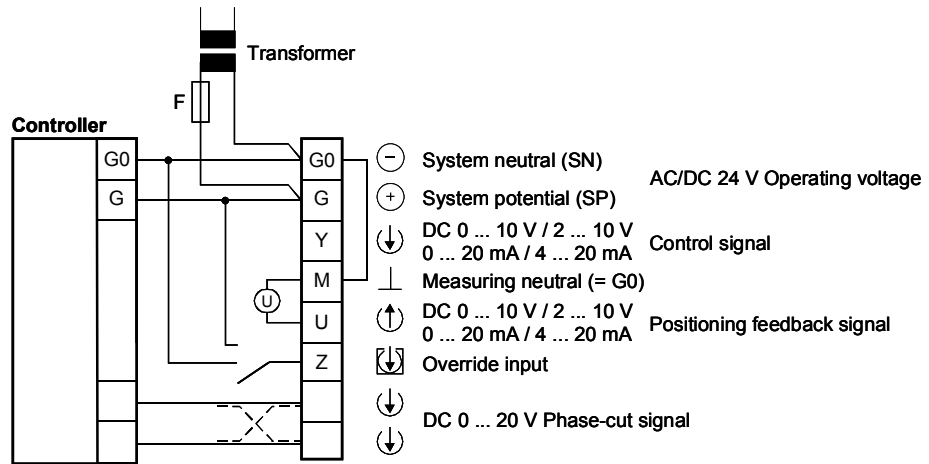 Transformer
F
Controller
G0 G0 System neutral (SN)
AC/DC 24 V Operating voltage
G G + System potential (SP)
Y DC 0 ... 10 V / 2 ... 10 V
0 ... 20 mA / 4 ... 20 mA Control signal
M Measuring neutral (= G0)
U U DC 0 ... 10 V / 2 ... 10 V
0 ... 20 mA / 4 ... 20 mA Positioning feedback signal
Z Override input
DC 0 ... 20 V Phase-cut signal